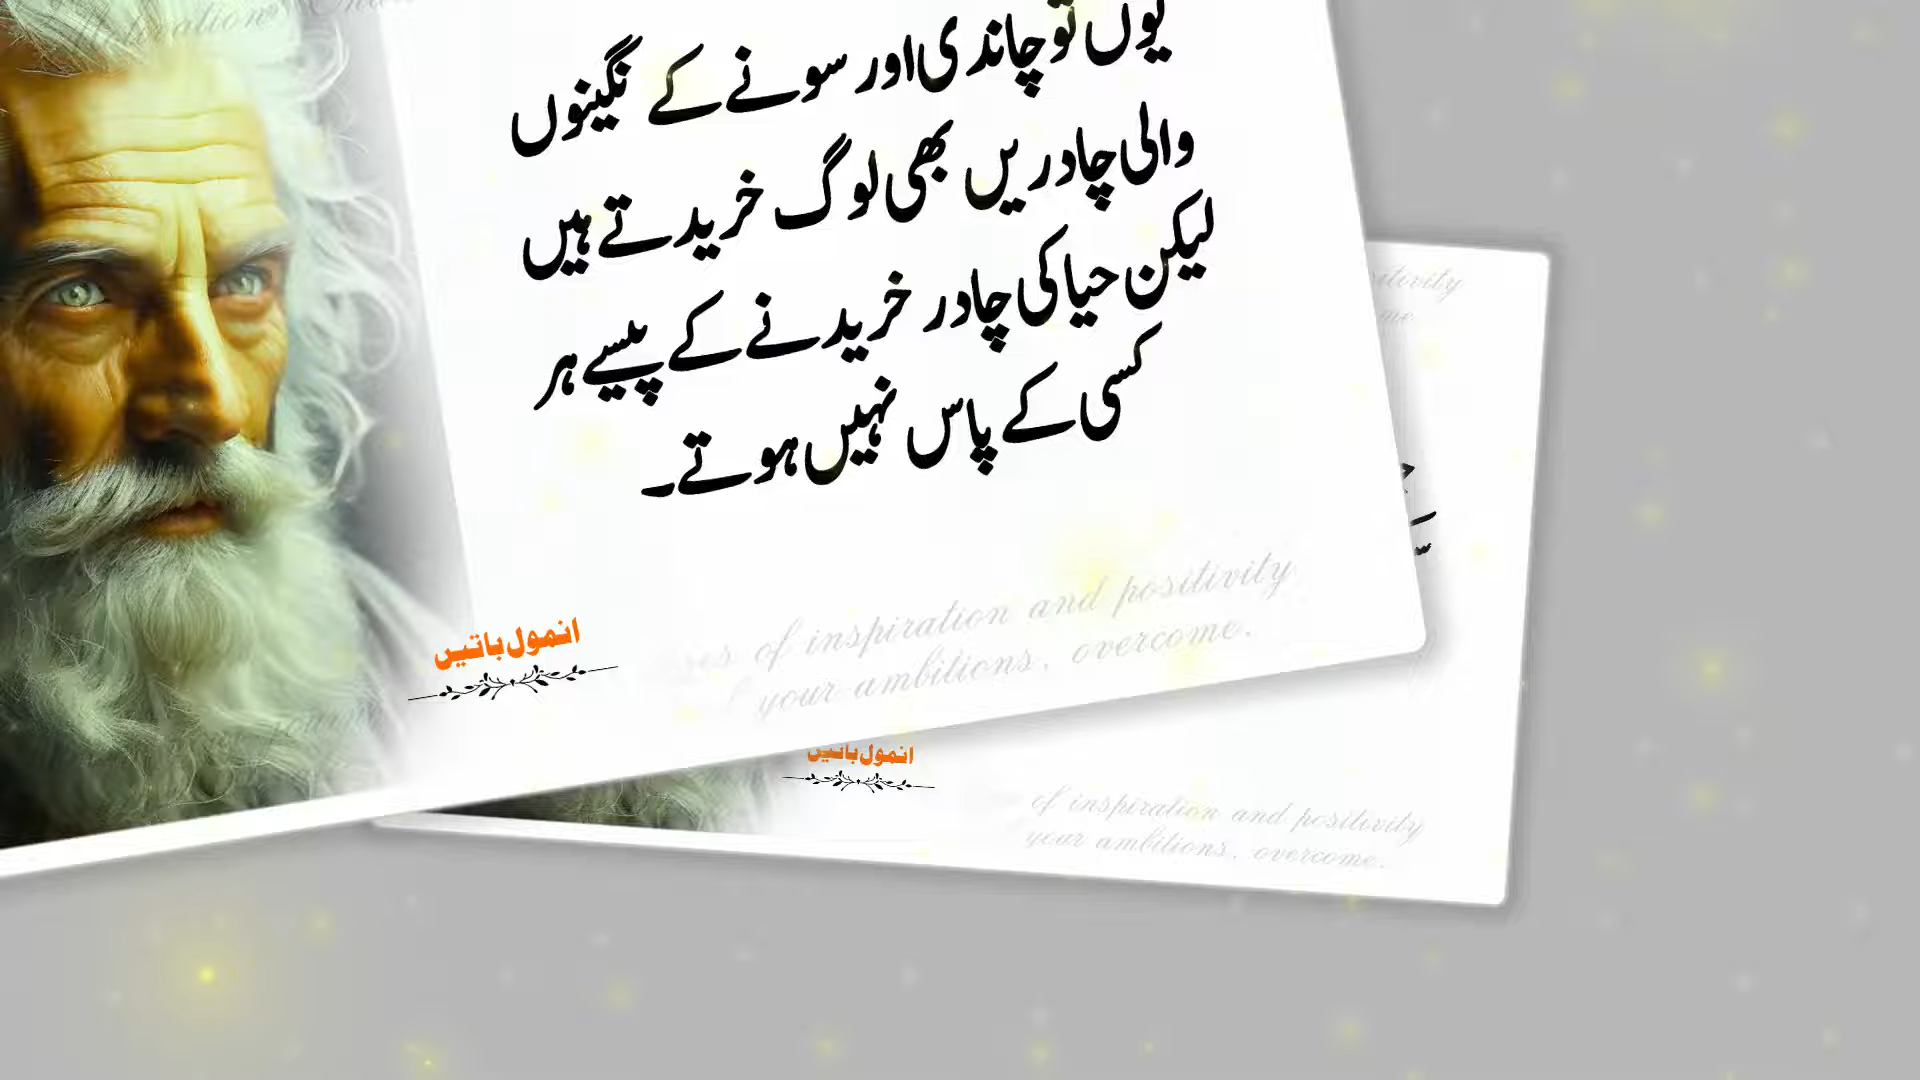 یوں تو چاندی اور سونے کے نگینوں
والی چادریں بھی لوگ خریدتے ہیں
لیکن حیا کی چادر خریدنے کے پیسے ہر
کسی کے پاس نہیں ہوتے۔
of inspiration and positivity
your ambitions, overcome.
انمول باتیں
انمول باتیں
of inspiration and positivity
your ambitions, overcome.